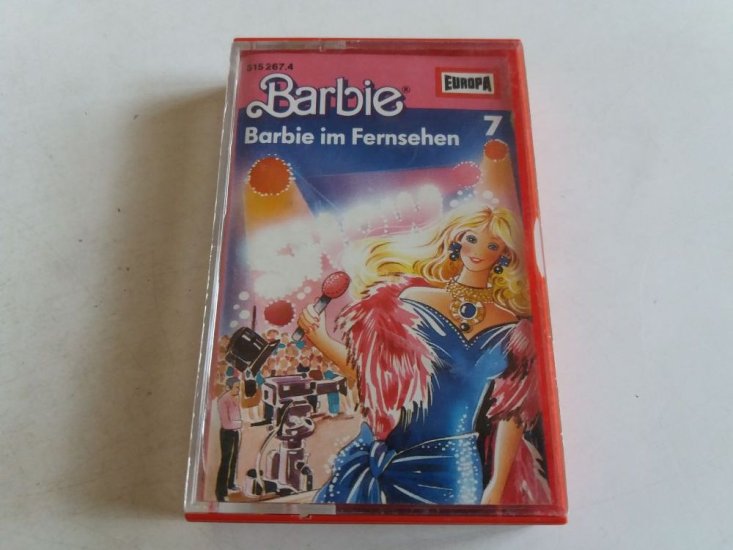 515 267.4
EUROPA
Barbie®
Barbie im Fernsehen 7